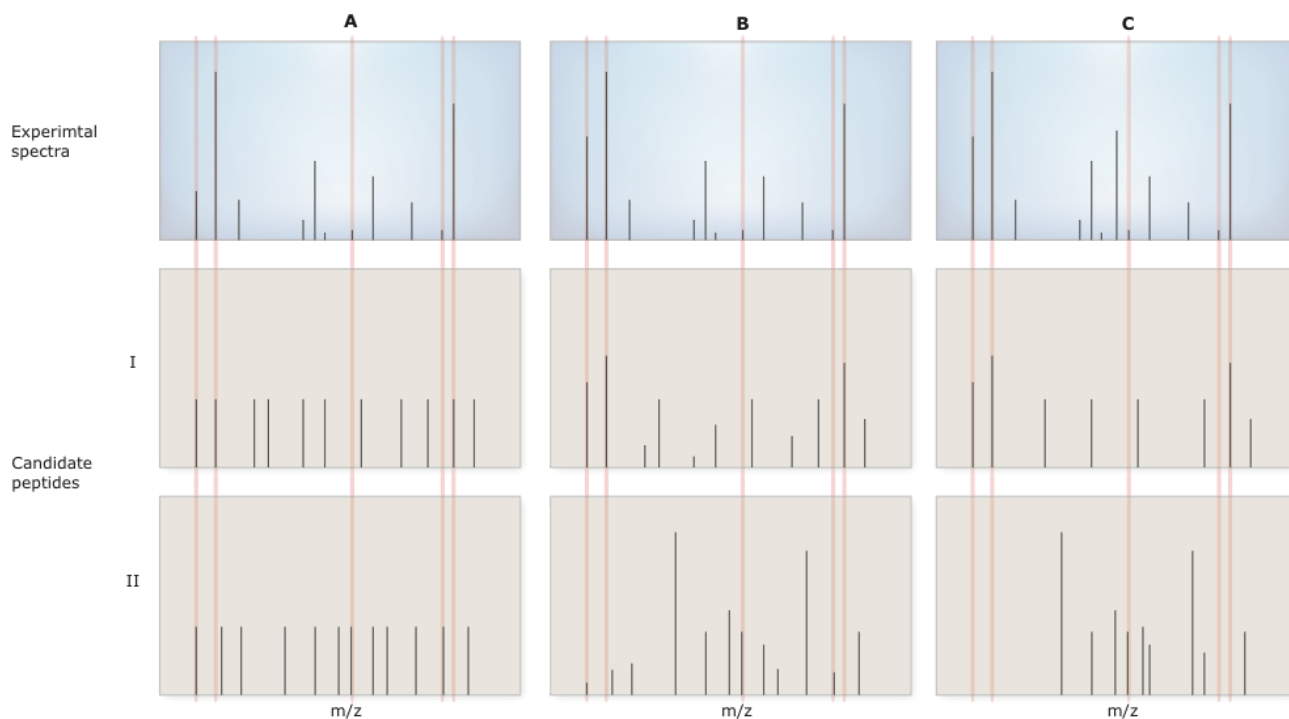 A
B
C
Experimtal
spectra
I
Candidate
peptides
II
m/z
m/z
m/z